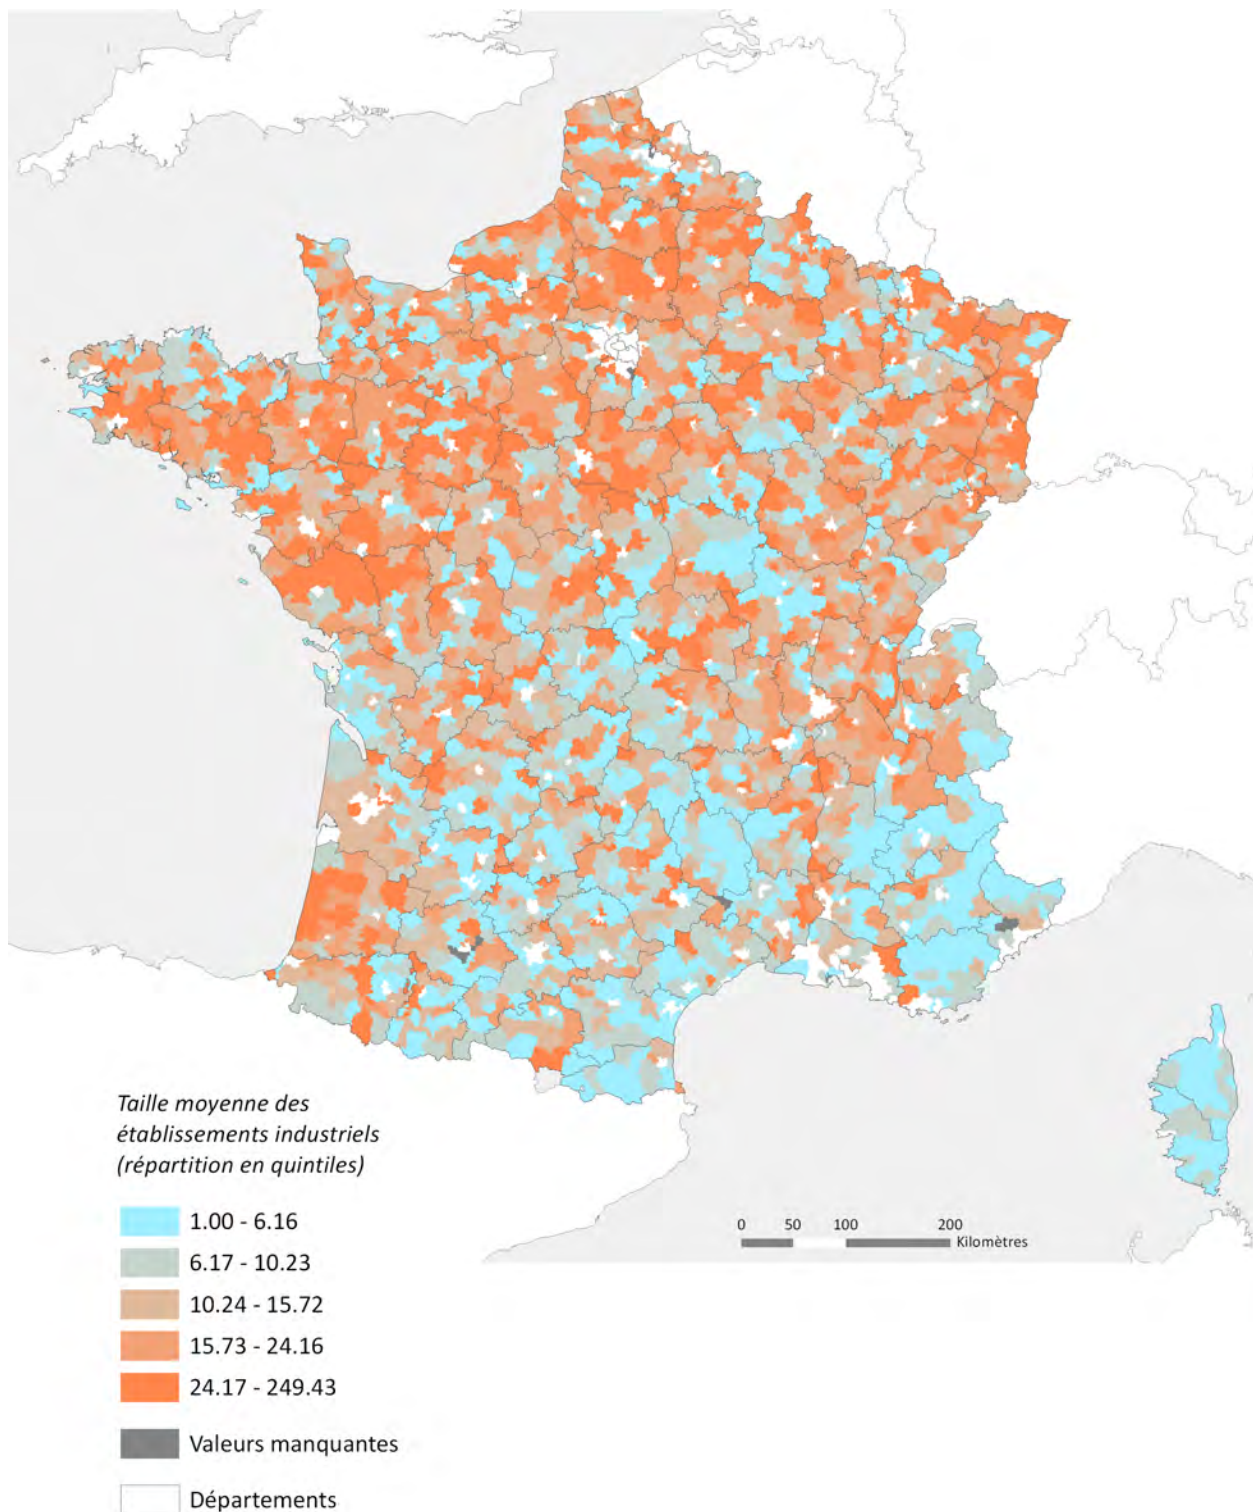 Taille moyenne des
établissements industriels
(répartition en quintiles)
1.00 - 6.16
6.17 - 10.23
10.24 - 15.72
15.73 - 24.16
24.17 - 249.43
Valeurs manquantes
Départements
0 50 100 200
Kilomètres